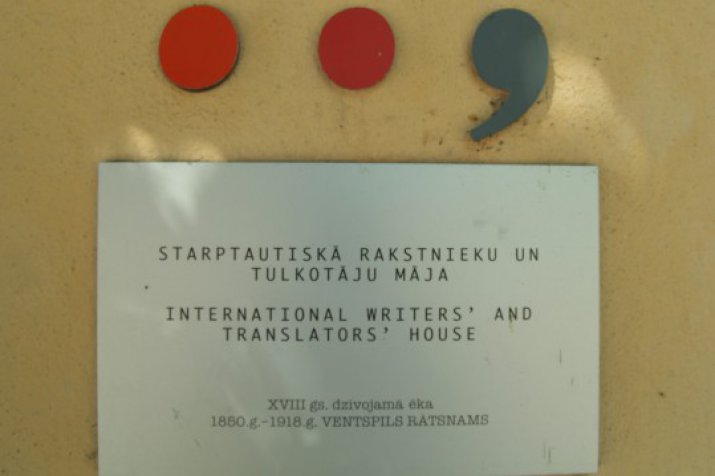 STARPTAUTISKĀ RAKSTNIEKU UN
TULKOTĀJU MĀJA
INTERNATIONAL WRITERS’ AND
TRANSLATORS’ HOUSE
XVIII gs. dzīvojamā ēka
1850.g.-1918.g. VENTSPILS RĀTSNAMS